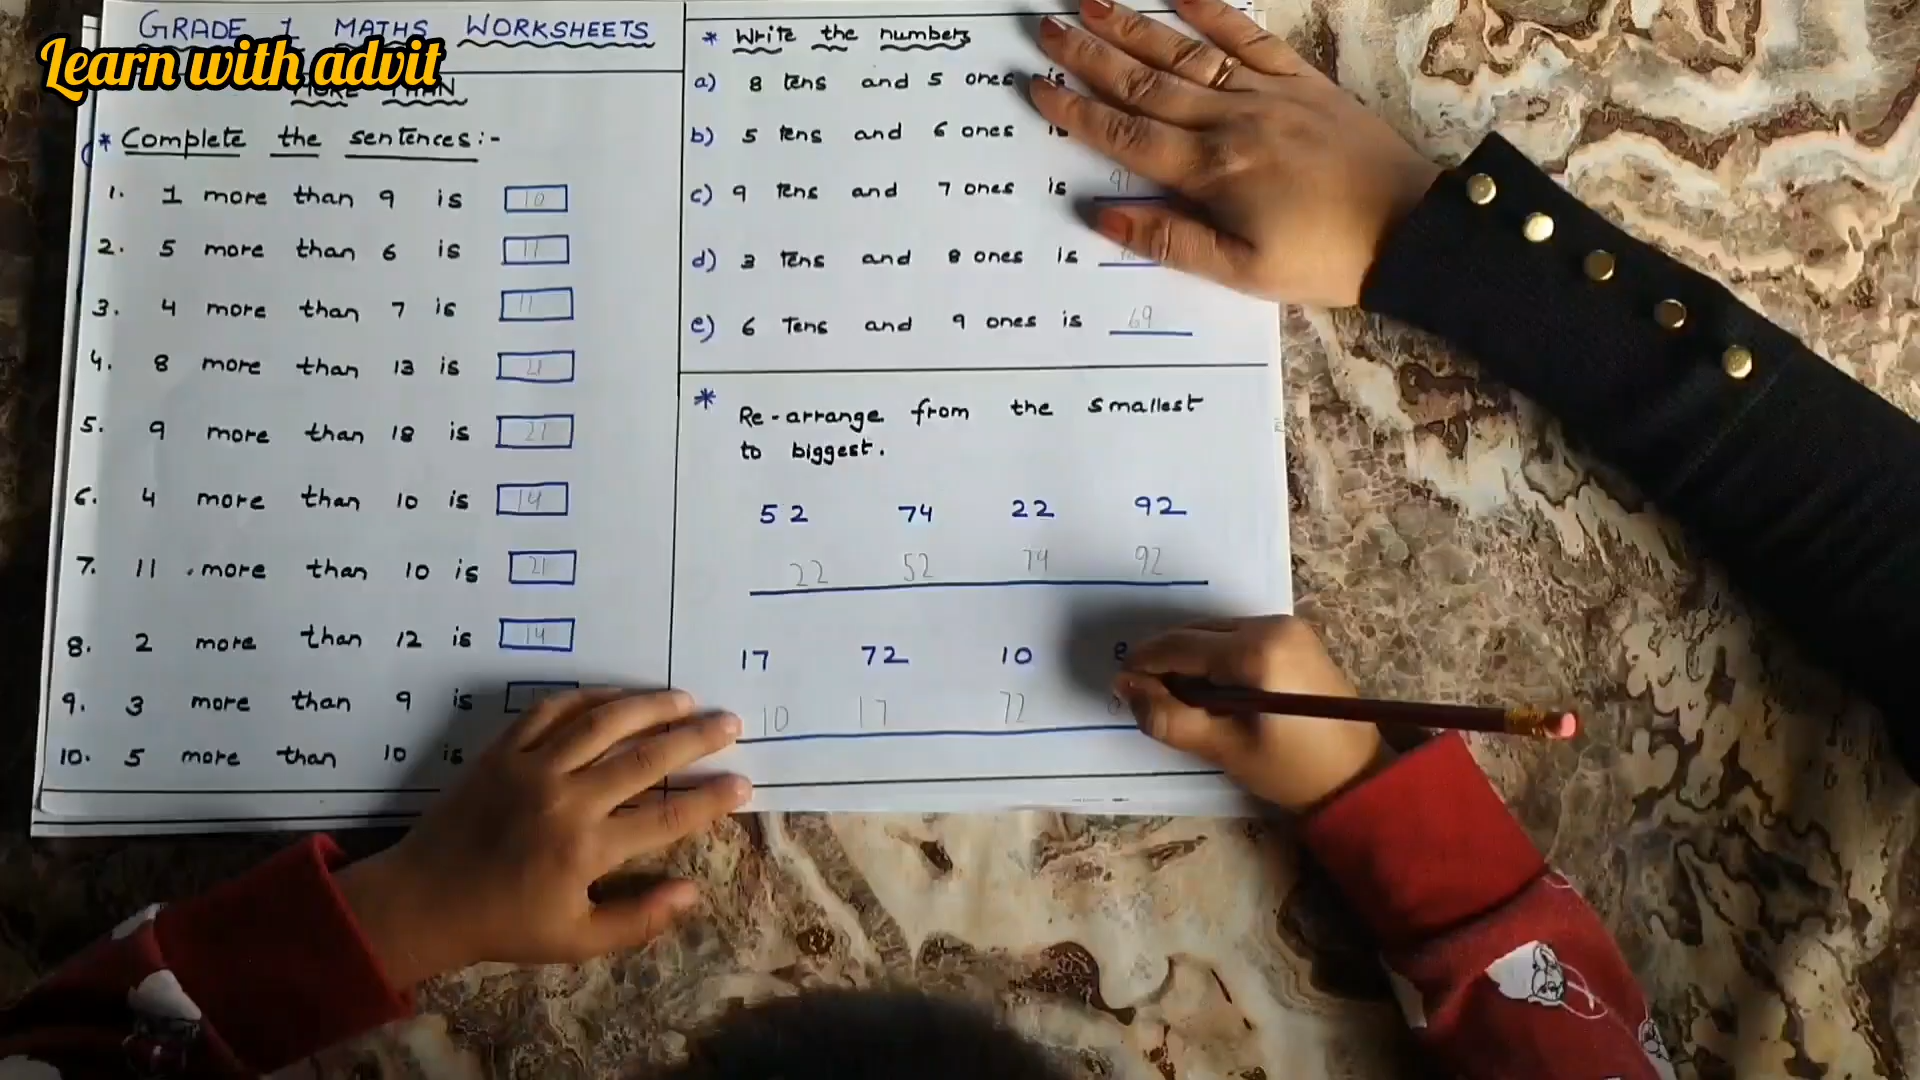 GRADE 1 MATHS WORKSHEETS
Learn with advit
MORE THAN
* Complete the sentences:-
1. 1 more than 9 is 10
2. 5 more than 6 is 11
3. 4 more than 7 is 11
4. 8 more than 13 is 21
5. 9 more than 18 is
6. 4 more than 10 is 14
7. 11 more than 10 is 21
8. 2 more than 12 is 14
9. 3 more than 9 is
10. 5 more than 10 is
* Write the numbers
a) 8 tens and 5 ones is
b) 5 tens and 6 ones is
c) 9 tens and 7 ones is 97
d) 3 tens and 8 ones is
e) 6 Tens and 9 ones is 69
* Re-arrange from the smallest
to biggest.
52 74 22 92
22 52 74 92
17 72 10
10 17 72